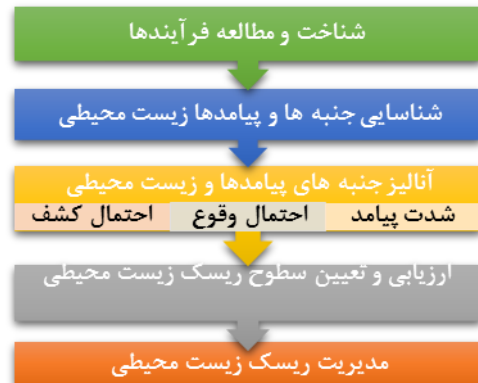 شناخت و مطالعه فرآیندها
شناسایی جنبه ها و پیامدها زیست محیطی
آنالیز جنبه های پیامدها و زیست محیطی
شدت پیامد احتمال وقوع احتمال کشف
ارزیابی و تعیین سطوح ریسک زیست محیطی
مدیریت ریسک زیست محیطی